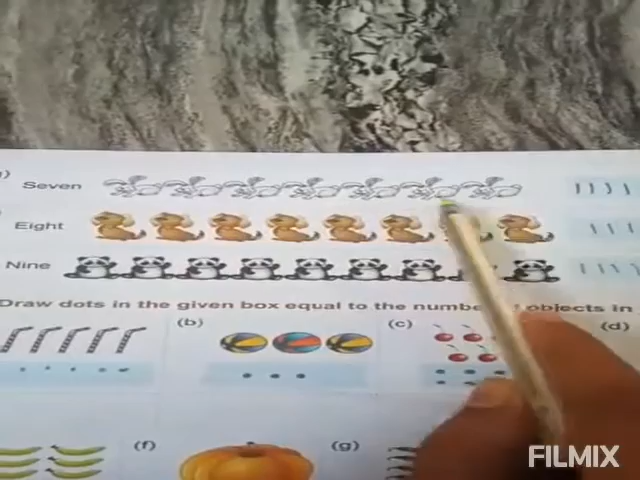 Seven
Eight
Nine
Draw dots in the given box equal to the number objects in
(b)
(c)
(d)
(f)
(g)
FILMIX